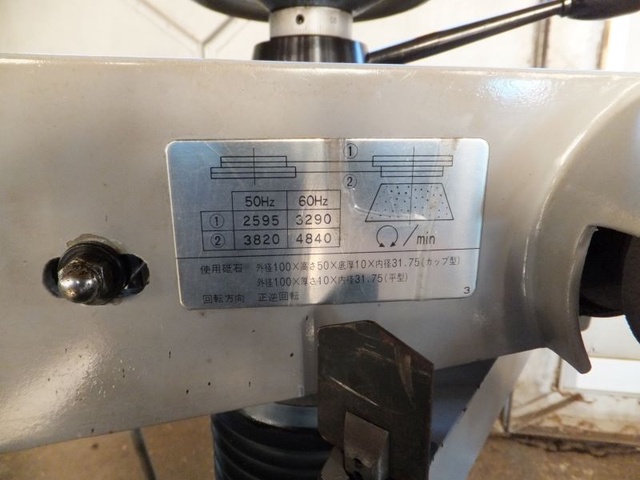 ①
②
50Hz 60Hz
① 2595 3290
② 3820 4840
/min
使用砥石 外径100×高さ50×底厚10×内径31.75(カップ型)
外径100×厚さ40×内径31.75(平型)
回転方向 正逆回転
3